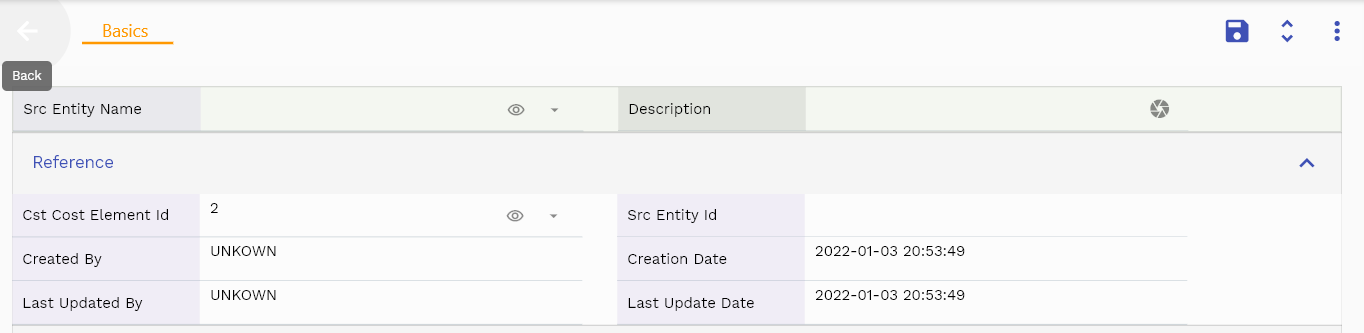 Basics
Back
Src Entity Name Description
Reference
Cst Cost Element Id 2 Src Entity Id
Created By UNKOWN Creation Date 2022-01-03 20:53:49
Last Updated By UNKOWN Last Update Date 2022-01-03 20:53:49